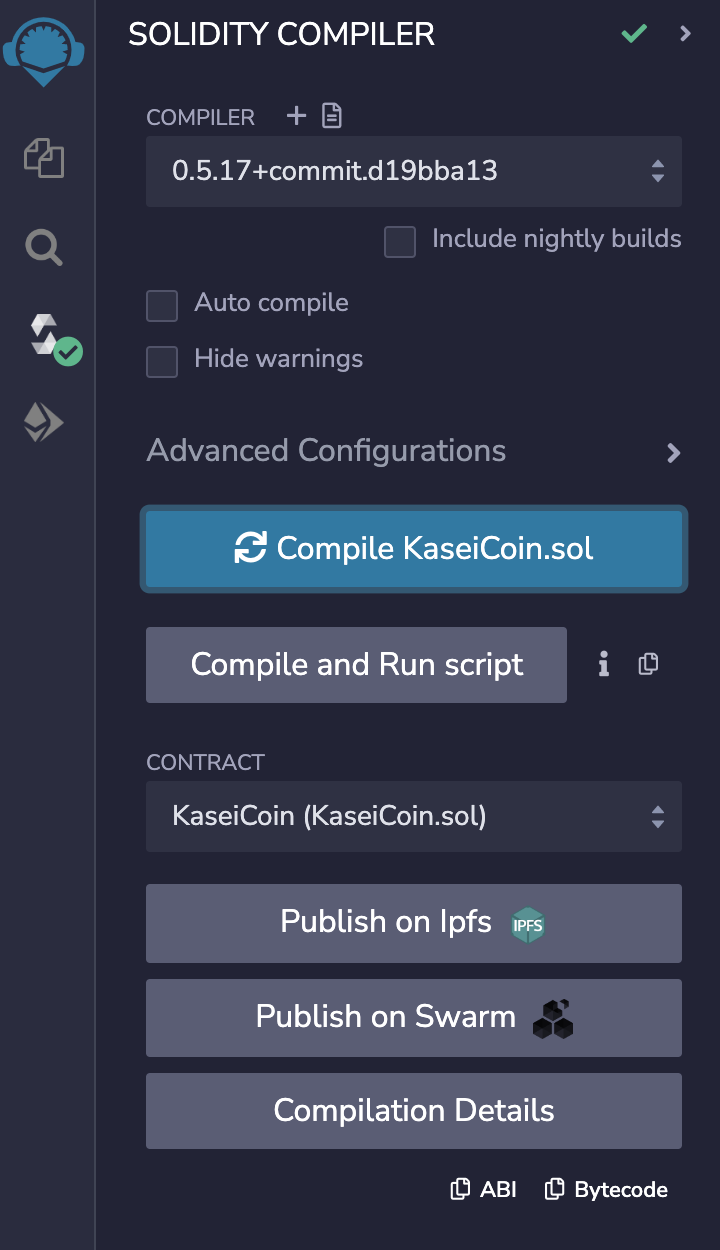 SOLIDITY COMPILER
COMPILER
0.5.17+commit.d19bba13
Include nightly builds
Auto compile
Hide warnings
Advanced Configurations
Compile KaseiCoin.sol
Compile and Run script
CONTRACT
KaseiCoin (KaseiCoin.sol)
Publish on Ipfs IPFS
Publish on Swarm
Compilation Details
ABI Bytecode